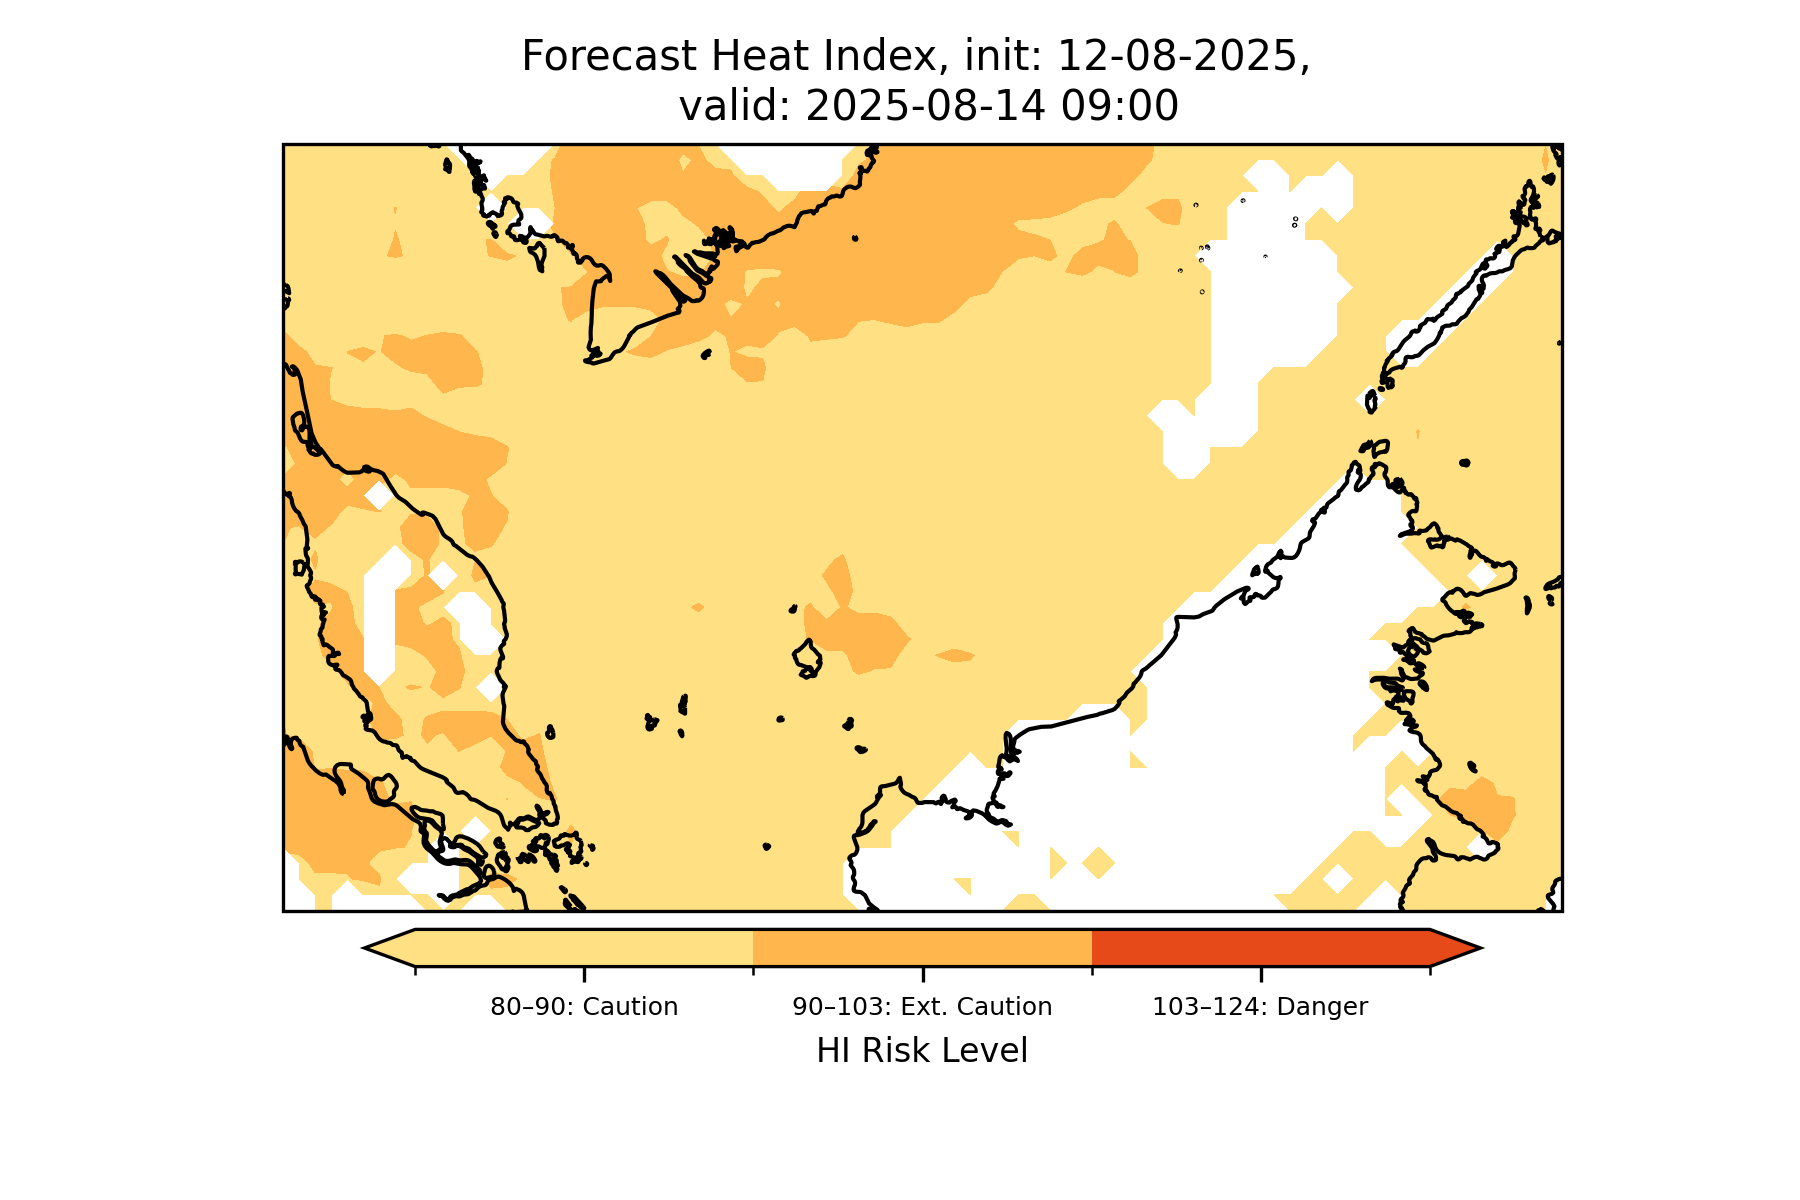 Forecast Heat Index, init: 12-08-2025,
valid: 2025-08-14 09:00
80–90: Caution
90–103: Ext. Caution
103–124: Danger
HI Risk Level